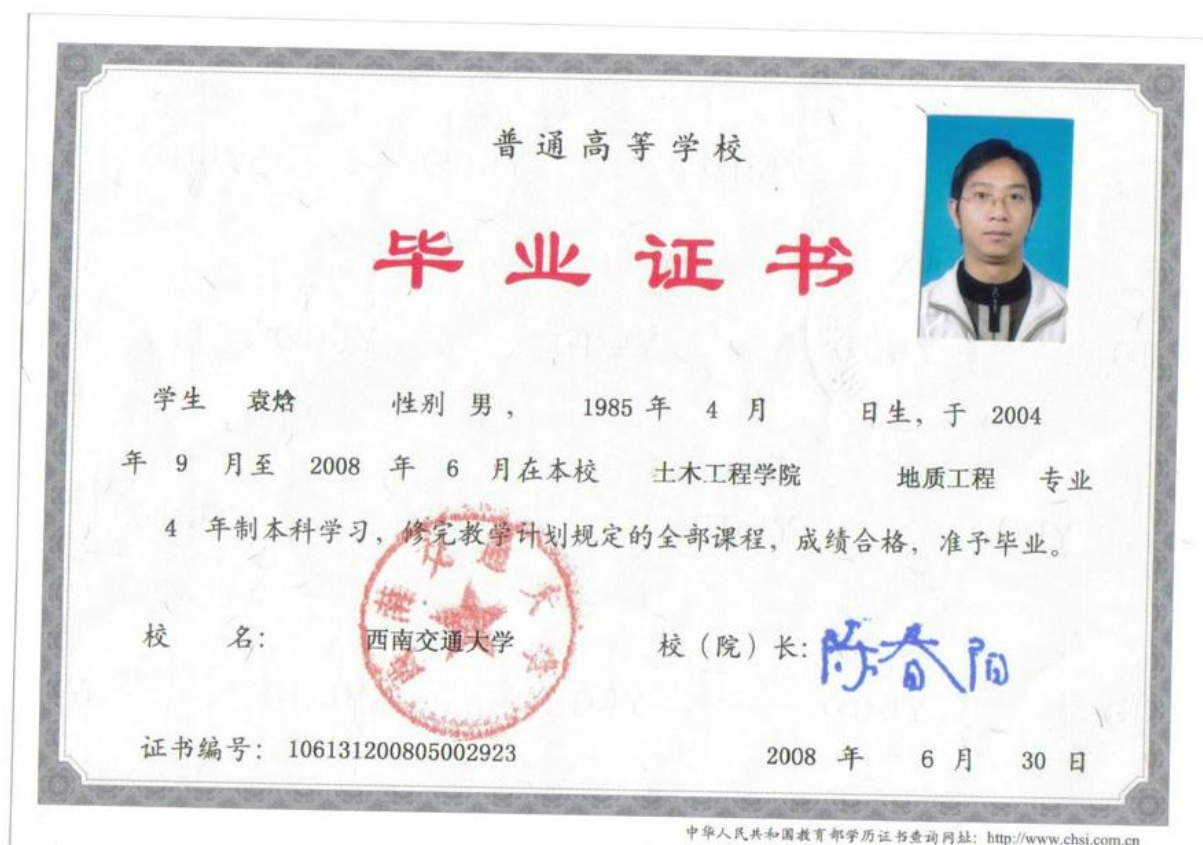 普通高等学校
毕业证书
学生 袁焓 性别 男， 1985 年 4 月 日生，于 2004
年 9 月至 2008 年 6 月在本校 土木工程学院 地质工程 专业
4 年制本科学习，修完教学计划规定的全部课程，成绩合格，准予毕业。
校 名： 西南交通大学 校（院）长：陈春阳
证书编号：106131200805002923 2008 年 6 月 30 日
中华人民共和国教育部学历证书查询网址：http://www.chsi.com.cn